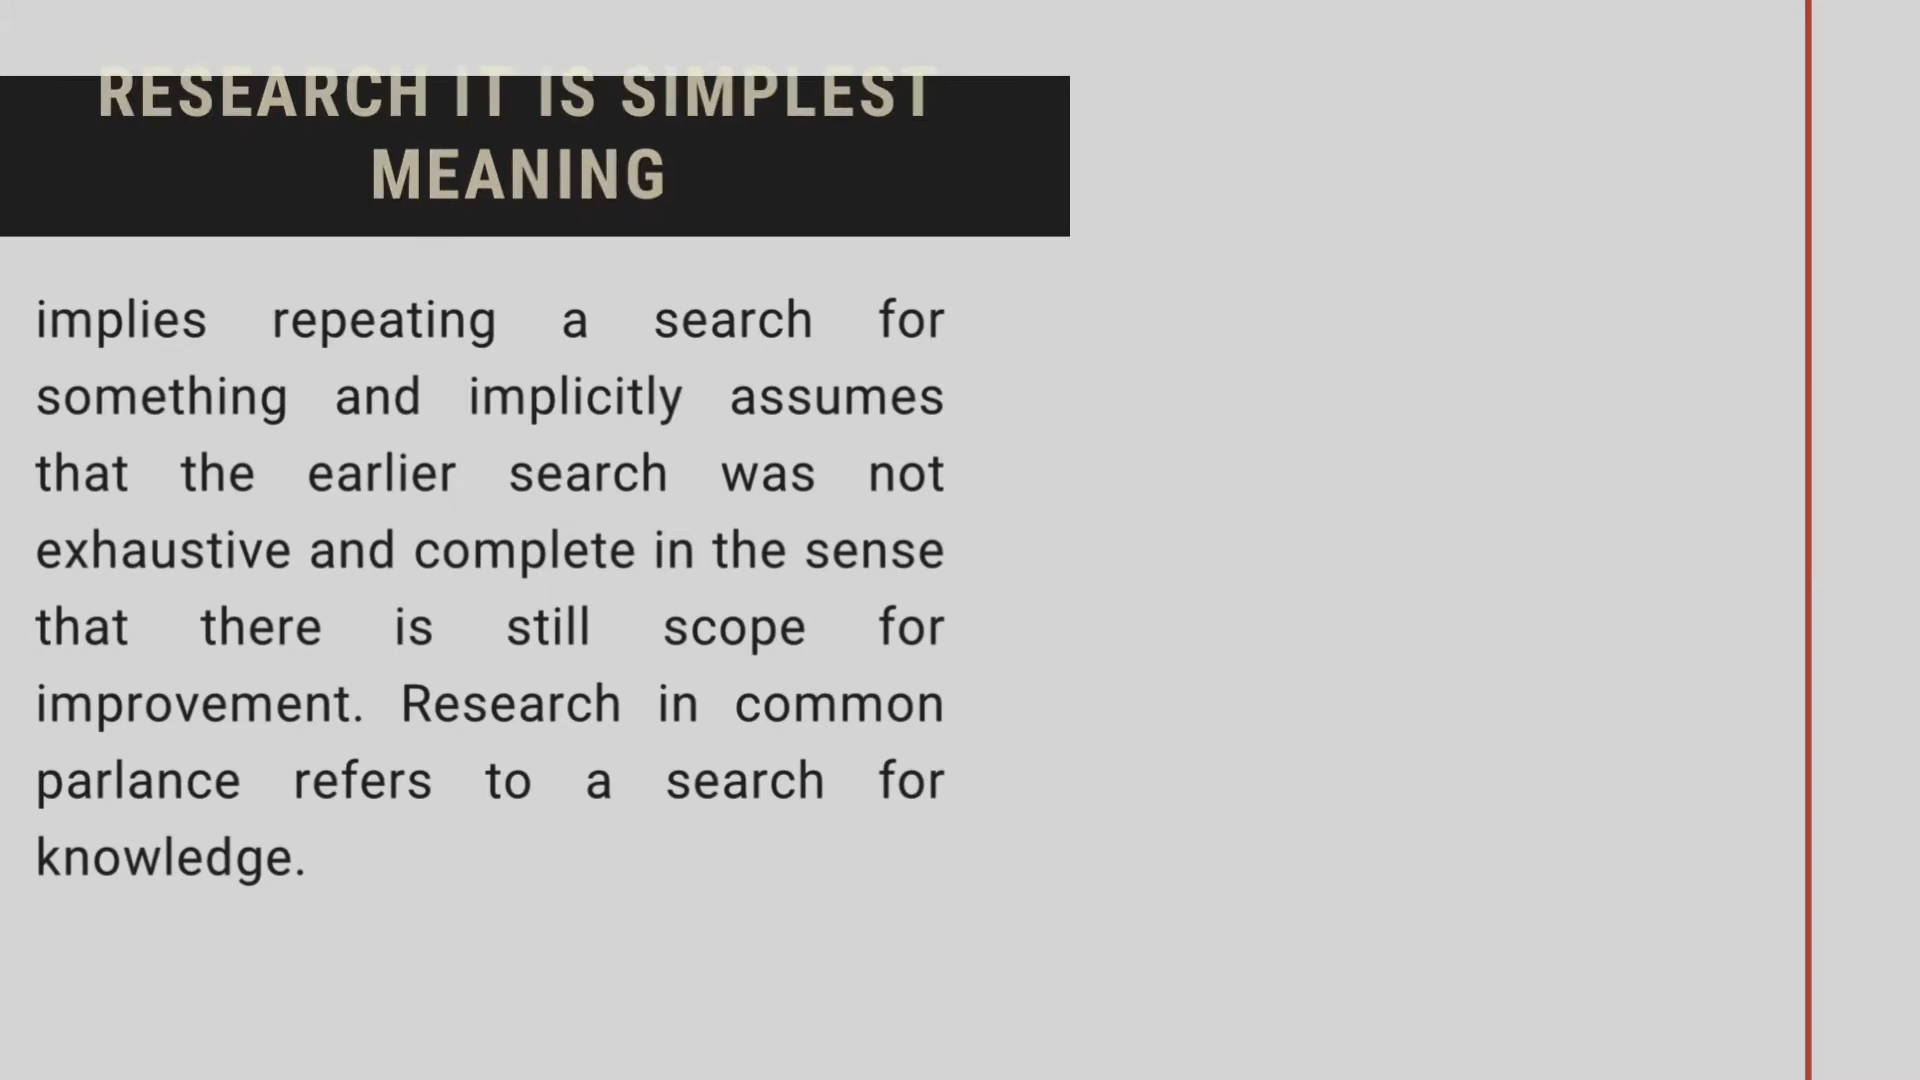 RESEARCH IT IS SIMPLEST
MEANING
implies repeating a search for
something and implicitly assumes
that the earlier search was not
exhaustive and complete in the sense
that there is still scope for
improvement. Research in common
parlance refers to a search for
knowledge.